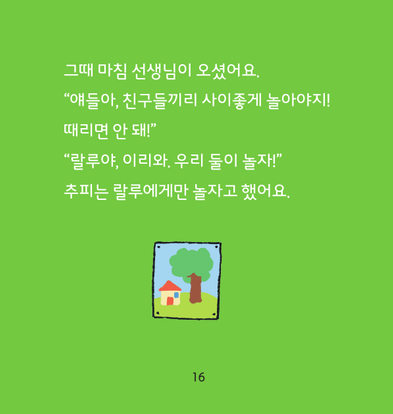 그때 마침 선생님이 오셨어요.
“얘들아, 친구들끼리 사이좋게 놀아야지!
때리면 안 돼!”
“랄루야, 이리와. 우리 둘이 놀자!”
추피는 랄루에게만 놀자고 했어요.
16